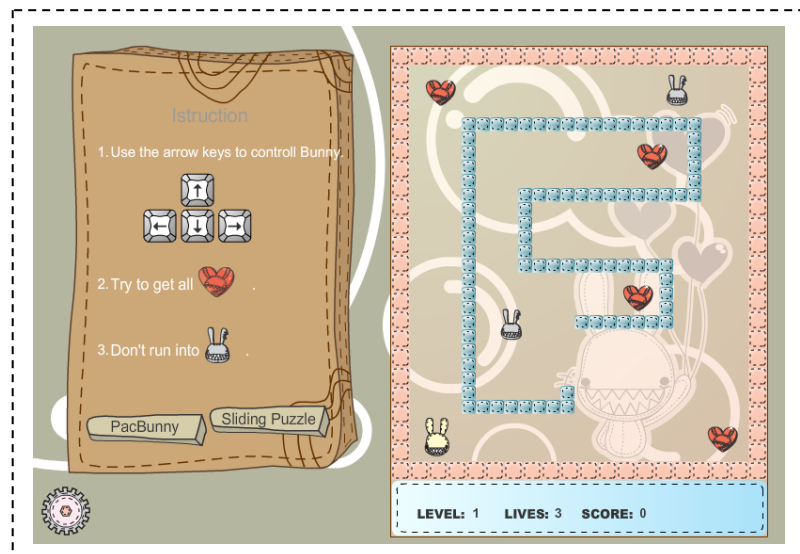 Istruction
1. Use the arrow keys to controll Bunny.
↑
← ↓ →
2. Try to get all .
3. Don't run into .
PacBunny
Sliding Puzzle
LEVEL: 1 LIVES: 3 SCORE: 0